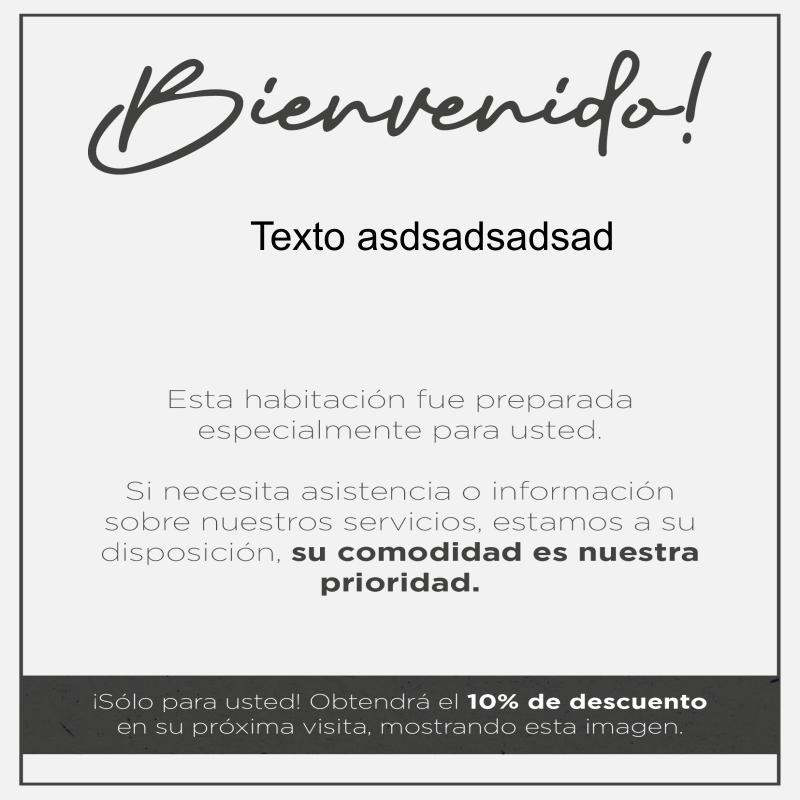 Bienvenido!
Texto asdsadsadsad
Esta habitación fue preparada
especialmente para usted.
Si necesita asistencia o información
sobre nuestros servicios, estamos a su
disposición, su comodidad es nuestra
prioridad.
¡Sólo para usted! Obtendrá el 10% de descuento
en su próxima visita, mostrando esta imagen.